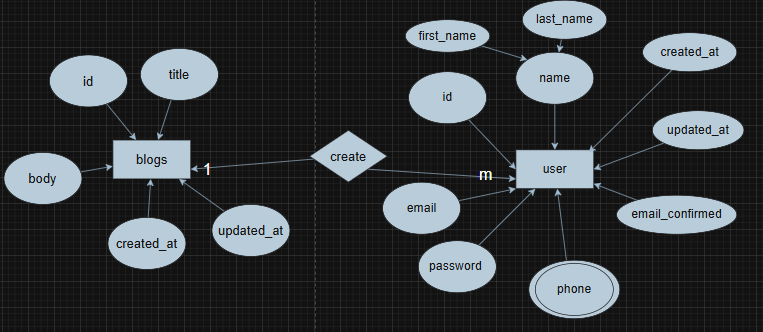 last_name
first_name
created_at
title
id
name
id
updated_at
blogs
create
1
user
m
body
email
email_confirmed
updated_at
created_at
password
phone